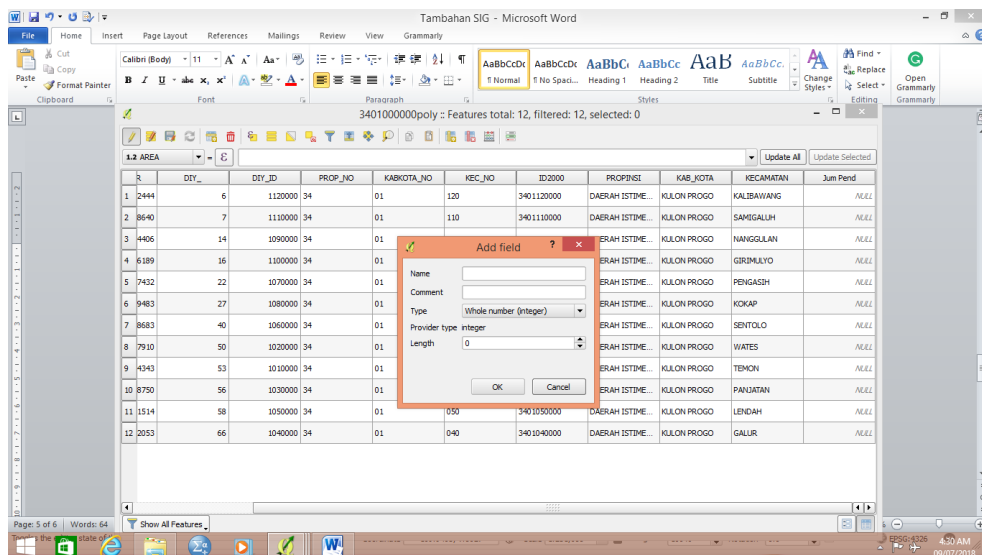 Tambahan SIG - Microsoft Word
File Home Insert Page Layout References Mailings Review View Grammarly
Paste
Cut
Copy
Format Painter
Clipboard
Calibri (Body) 11
Font
Paragraph
AaBbCcDc AaBbCcDc AaBbC AaBbCc AaB AaBbCc.
¶ Normal ¶ No Spaci... Heading 1 Heading 2 Title Subtitle
Change Styles
Styles
Find
Replace
Select
Editing
Open Grammarly
Grammarly
3401000000poly :: Features total: 12, filtered: 12, selected: 0
1.2 AREA = ε Update All Update Selected
R DIY_ DIY_ID PROP_NO KABKOTA_NO KEC_NO ID2000 PROPINSI KAB_KOTA KECAMATAN Jum Pend
1 2444 6 1120000 34 01 120 3401120000 DAERAH ISTIME... KULON PROGO KALIBAWANG NULL
2 8640 7 1110000 34 01 110 3401110000 DAERAH ISTIME... KULON PROGO SAMIGALUH NULL
3 4406 14 1090000 34 01 ERAH ISTIME... KULON PROGO NANGGULAN NULL
4 6189 16 1100000 34 01 ERAH ISTIME... KULON PROGO GIRIMULYO NULL
5 7432 22 1070000 34 01 ERAH ISTIME... KULON PROGO PENGASIH NULL
6 9483 27 1080000 34 01 ERAH ISTIME... KULON PROGO KOKAP NULL
7 8683 40 1060000 34 01 ERAH ISTIME... KULON PROGO SENTOLO NULL
8 7910 50 1020000 34 01 ERAH ISTIME... KULON PROGO WATES NULL
9 4343 53 1010000 34 01 ERAH ISTIME... KULON PROGO TEMON NULL
10 8750 56 1030000 34 01 ERAH ISTIME... KULON PROGO PANJATAN NULL
11 1514 58 1050000 34 01 050 3401050000 DAERAH ISTIME... KULON PROGO LENDAH NULL
12 2053 66 1040000 34 01 040 3401040000 DAERAH ISTIME... KULON PROGO GALUR NULL
Add field ? ×
Name
Comment
Type Whole number (integer)
Provider type integer
Length 0
OK Cancel
Show All Features
Page: 5 of 6 Words: 64
EPSG:4326
4:30 AM
09/07/2018